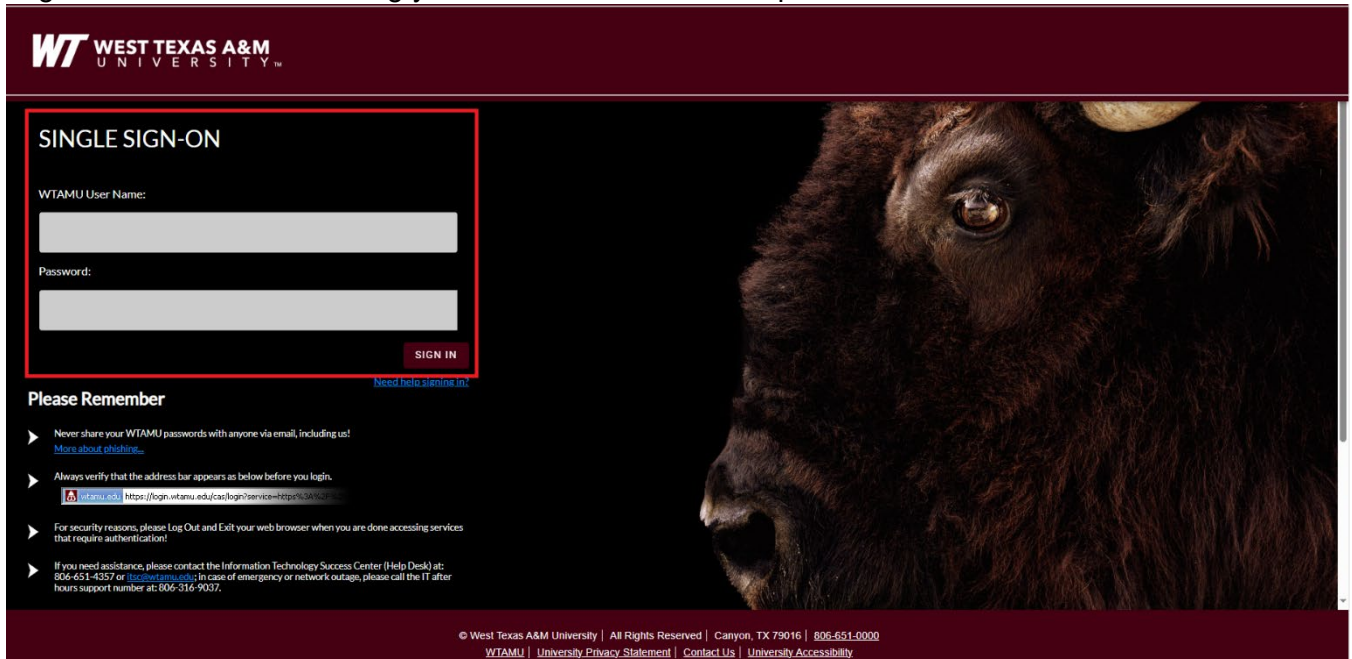 WT WEST TEXAS A&M
UNIVERSITY™
SINGLE SIGN-ON
WTAMU User Name:
Password:
SIGN IN
Need help signing in?
Please Remember
Never share your WTAMU passwords with anyone via email, including us!
More about phishing...
Always verify that the address bar appears as below before you login.
wtamu.edu https://login.wtamu.edu/cas/login?service=https%3A%2F%
For security reasons, please Log Out and Exit your web browser when you are done accessing services
that require authentication!
If you need assistance, please contact the Information Technology Success Center (Help Desk) at:
806-651-4357 or itsc@wtamu.edu; in case of emergency or network outage, please call the IT after
hours support number at: 806-316-9037.
© West Texas A&M University | All Rights Reserved | Canyon, TX 79016 | 806-651-0000
WTAMU | University Privacy Statement | Contact Us | University Accessibility